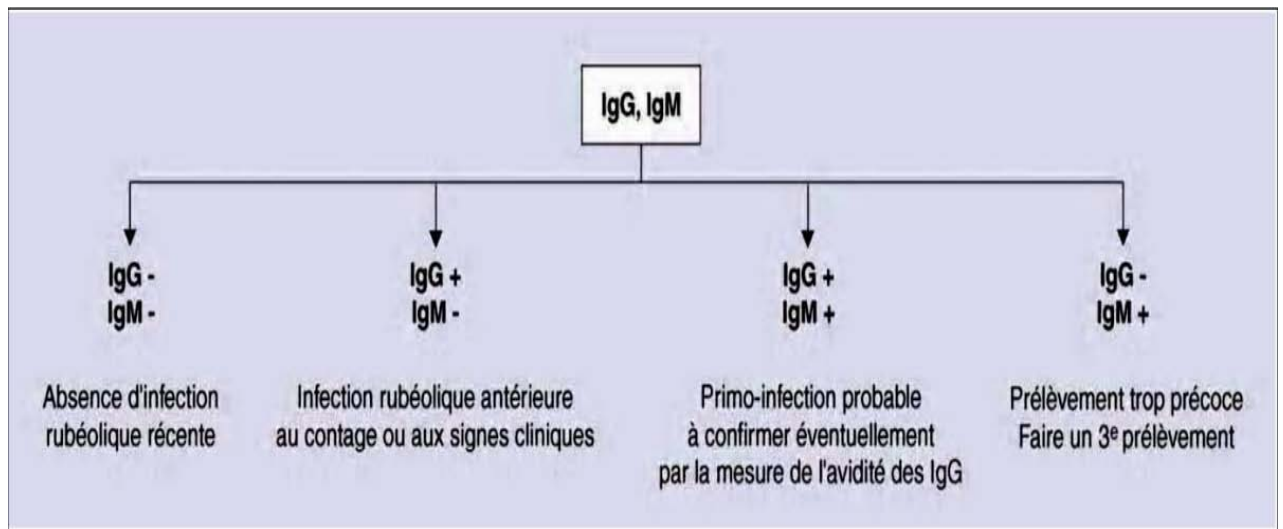 IgG, IgM
IgG -
IgM -
Absence d'infection
rubéolique récente
IgG +
IgM -
Infection rubéolique antérieure
au contage ou aux signes cliniques
IgG +
IgM +
Primo-infection probable
à confirmer éventuellement
par la mesure de l'avidité des IgG
IgG -
IgM +
Prélèvement trop précoce
Faire un 3e prélèvement